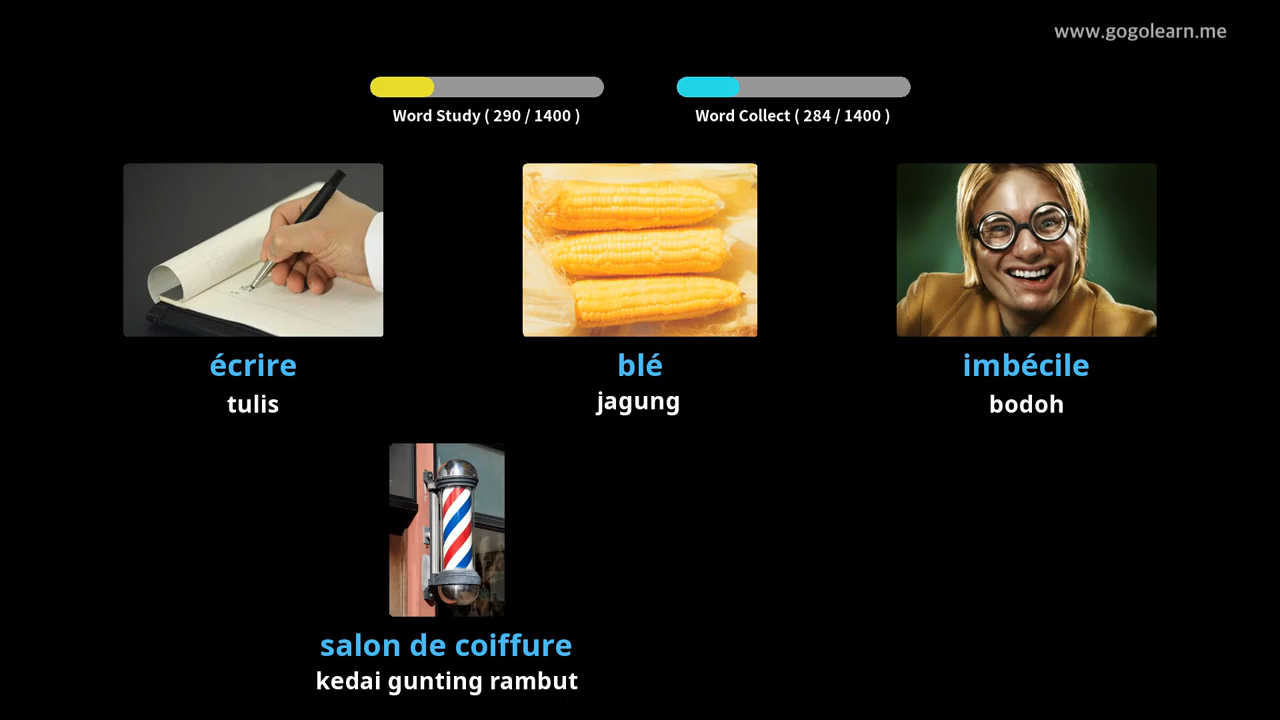 www.gogolearn.me
Word Study ( 290 / 1400 )
Word Collect ( 284 / 1400 )
écrire
tulis
blé
jagung
imbécile
bodoh
salon de coiffure
kedai gunting rambut